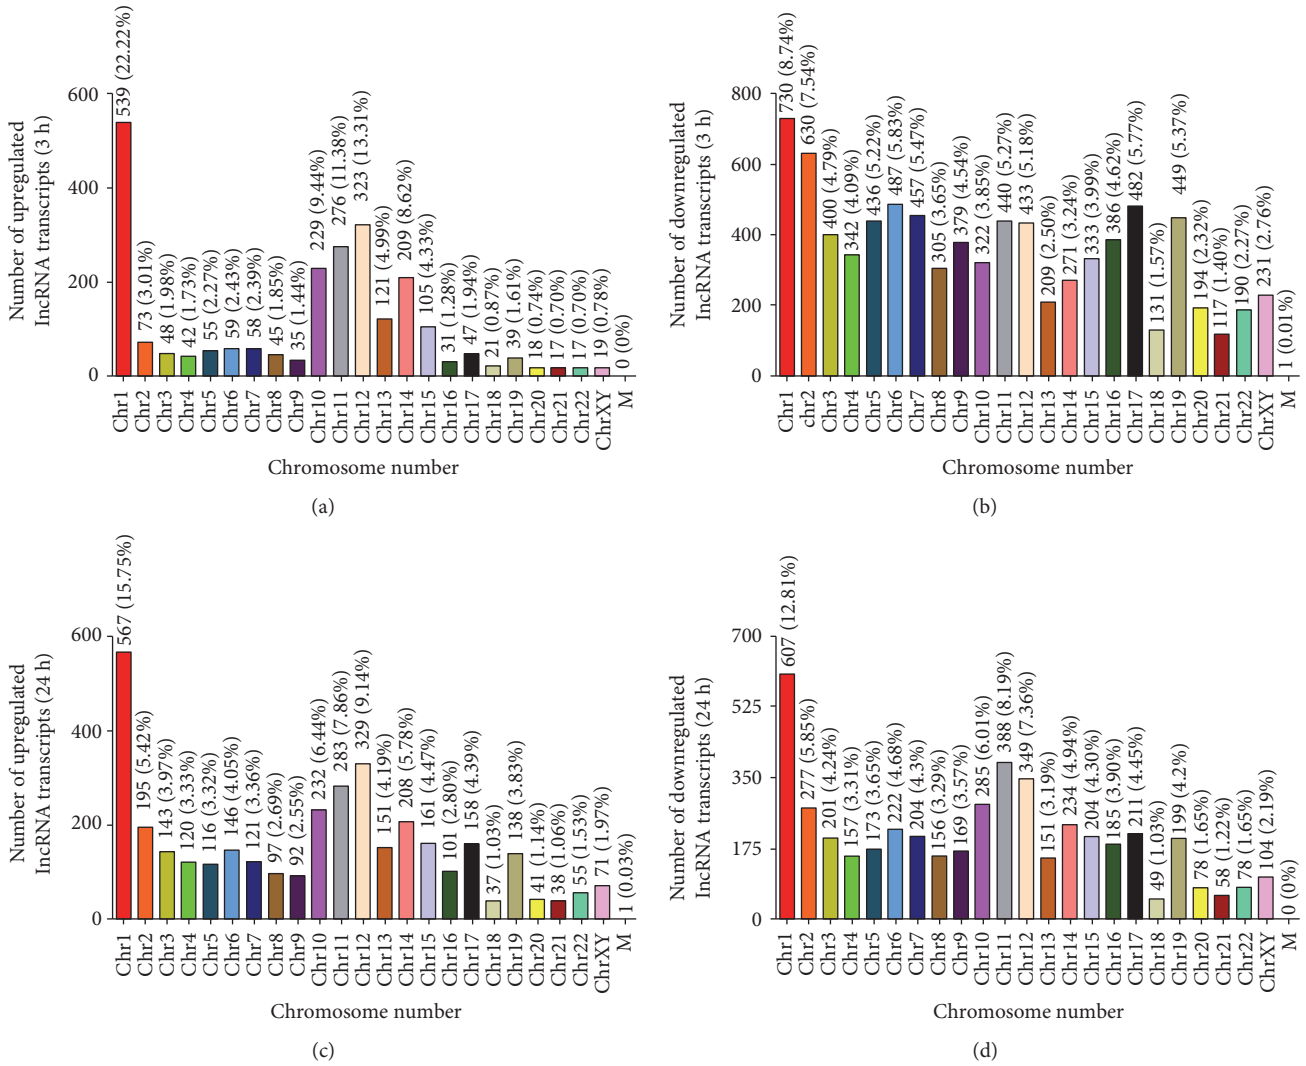 Number of upregulated
lncRNA transcripts (3 h)
600
400
200
0
539 (22.22%)
73 (3.01%)
48 (1.98%)
42 (1.73%)
55 (2.27%)
59 (2.43%)
58 (2.39%)
45 (1.85%)
35 (1.44%)
229 (9.44%)
276 (11.38%)
323 (13.31%)
121 (4.99%)
209 (8.62%)
105 (4.33%)
31 (1.28%)
47 (1.94%)
21 (0.87%)
39 (1.61%)
18 (0.74%)
17 (0.70%)
17 (0.70%)
19 (0.78%)
0 (0%)
Chr1
Chr2
Chr3
Chr4
Chr5
Chr6
Chr7
Chr8
Chr9
Chr10
Chr11
Chr12
Chr13
Chr14
Chr15
Chr16
Chr17
Chr18
Chr19
Chr20
Chr21
Chr22
ChrXY
M
Chromosome number
(a)
Number of downregulated
lncRNA transcripts (3 h)
800
600
400
200
0
730 (8.74%)
630 (7.54%)
400 (4.79%)
342 (4.09%)
436 (5.22%)
487 (5.83%)
457 (5.47%)
305 (3.65%)
379 (4.54%)
322 (3.85%)
440 (5.27%)
433 (5.18%)
209 (2.50%)
271 (3.24%)
333 (3.99%)
386 (4.62%)
482 (5.77%)
131 (1.57%)
449 (5.37%)
194 (2.32%)
117 (1.40%)
190 (2.27%)
231 (2.76%)
1 (0.01%)
Chr1
chr2
Chr3
Chr4
Chr5
Chr6
Chr7
Chr8
Chr9
Chr10
Chr11
Chr12
Chr13
Chr14
Chr15
Chr16
Chr17
Chr18
Chr19
Chr20
Chr21
Chr22
ChrXY
M
Chromosome number
(b)
Number of upregulated
lncRNA transcripts (24 h)
600
400
200
0
567 (15.75%)
195 (5.42%)
143 (3.97%)
120 (3.33%)
116 (3.32%)
146 (4.05%)
121 (3.36%)
97 (2.69%)
92 (2.55%)
232 (6.44%)
283 (7.86%)
329 (9.14%)
151 (4.19%)
208 (5.78%)
161 (4.47%)
101 (2.80%)
158 (4.39%)
37 (1.03%)
138 (3.83%)
41 (1.14%)
38 (1.06%)
55 (1.53%)
71 (1.97%)
1 (0.03%)
Chr1
Chr2
Chr3
Chr4
Chr5
Chr6
Chr7
Chr8
Chr9
Chr10
Chr11
Chr12
Chr13
Chr14
Chr15
Chr16
Chr17
Chr18
Chr19
Chr20
Chr21
Chr22
ChrXY
M
Chromosome number
(c)
Number of downregulated
lncRNA transcripts (24 h)
700
525
350
175
0
607 (12.81%)
277 (5.85%)
201 (4.24%)
157 (3.31%)
173 (3.65%)
222 (4.68%)
204 (4.3%)
156 (3.29%)
169 (3.57%)
285 (6.01%)
388 (8.19%)
349 (7.36%)
151 (3.19%)
234 (4.94%)
204 (4.30%)
185 (3.90%)
211 (4.45%)
49 (1.03%)
199 (4.2%)
78 (1.65%)
58 (1.22%)
78 (1.65%)
104 (2.19%)
0 (0%)
Chr1
Chr2
Chr3
Chr4
Chr5
Chr6
Chr7
Chr8
Chr9
Chr10
Chr11
Chr12
Chr13
Chr14
Chr15
Chr16
Chr17
Chr18
Chr19
Chr20
Chr21
Chr22
ChrXY
M
Chromosome number
(d)